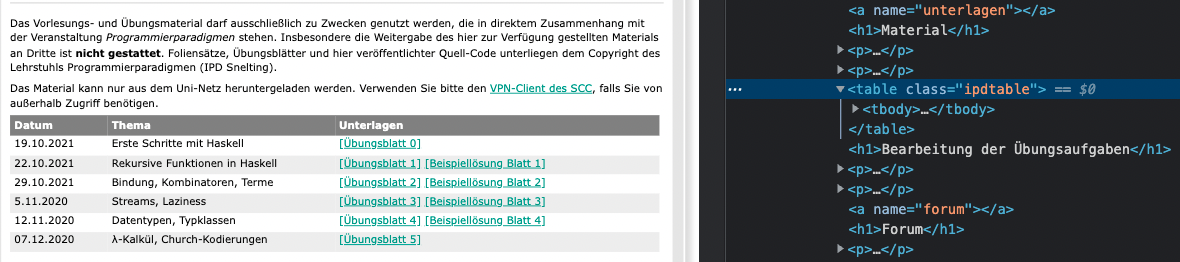 Das Vorlesungs- und Übungsmaterial darf ausschließlich zu Zwecken genutzt werden, die in direktem Zusammenhang mit
der Veranstaltung Programmierparadigmen stehen. Insbesondere die Weitergabe des hier zur Verfügung gestellten Materials
an Dritte ist nicht gestattet. Foliensätze, Übungsblätter und hier veröffentlichter Quell-Code unterliegen dem Copyright des
Lehrstuhls Programmierparadigmen (IPD Snelting).
Das Material kann nur aus dem Uni-Netz heruntergeladen werden. Verwenden Sie bitte den VPN-Client des SCC, falls Sie von
außerhalb Zugriff benötigen.
Datum Thema Unterlagen
19.10.2021 Erste Schritte mit Haskell [Übungsblatt 0]
22.10.2021 Rekursive Funktionen in Haskell [Übungsblatt 1] [Beispiellösung Blatt 1]
29.10.2021 Bindung, Kombinatoren, Terme [Übungsblatt 2] [Beispiellösung Blatt 2]
5.11.2020 Streams, Laziness [Übungsblatt 3] [Beispiellösung Blatt 3]
12.11.2020 Datentypen, Typklassen [Übungsblatt 4] [Beispiellösung Blatt 4]
07.12.2020 λ-Kalkül, Church-Kodierungen [Übungsblatt 5]
<a name="unterlagen"></a>
<h1>Material</h1>
<p>…</p>
<p>…</p>
<table class="ipdtable"> == $0
<tbody>…</tbody>
</table>
<h1>Bearbeitung der Übungsaufgaben</h1>
<p>…</p>
<p>…</p>
<a name="forum"></a>
<h1>Forum</h1>
<p>…</p>